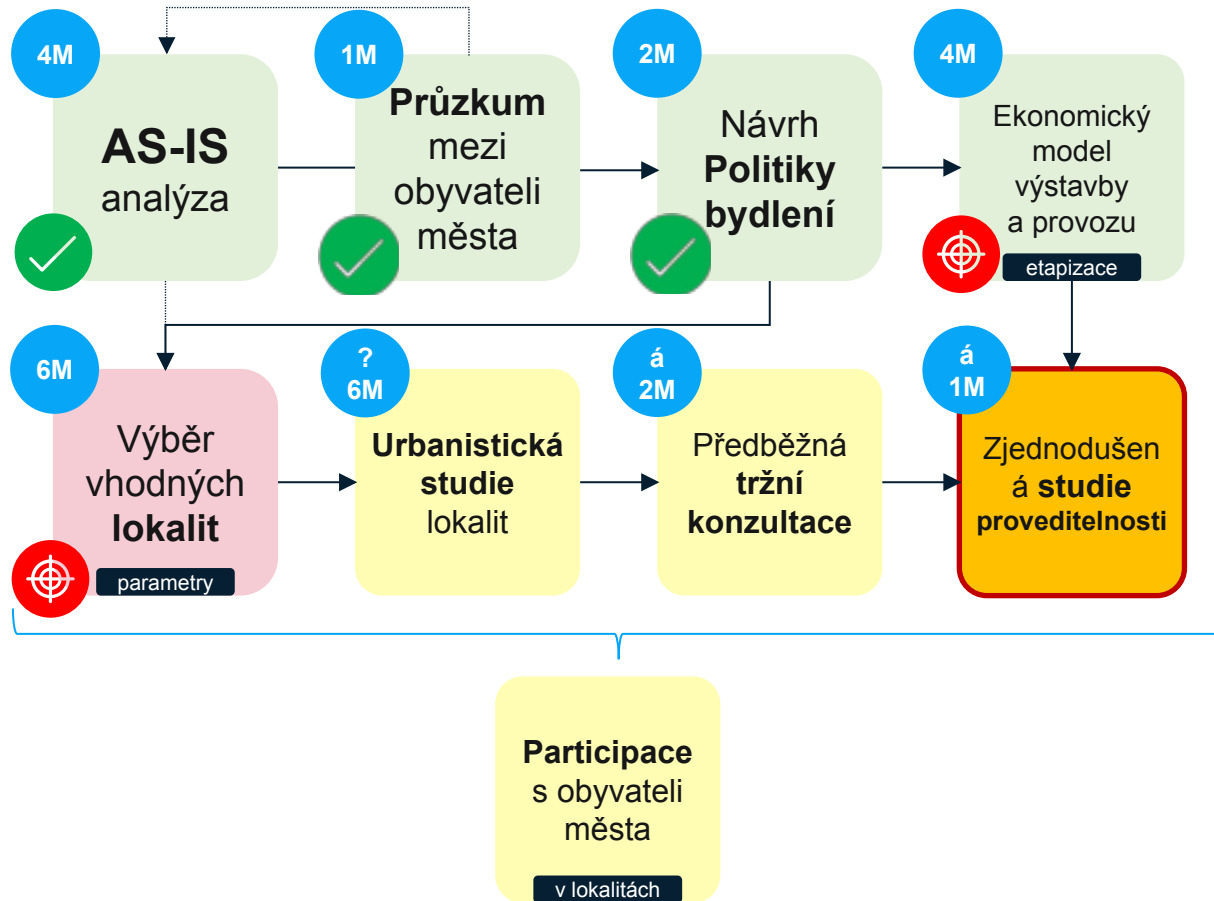 4M
AS-IS
analýza
1M
Průzkum
mezi
obyvateli
města
2M
Návrh
Politiky
bydlení
4M
Ekonomický
model
výstavby
a provozu
etapizace
6M
Výběr
vhodných
lokalit
parametry
?
6M
Urbanistická
studie
lokalit
á
2M
Předběžná
tržní
konzultace
á
1M
Zjednodušen
á studie
proveditelnosti
Participace
s obyvateli
města
v lokalitách